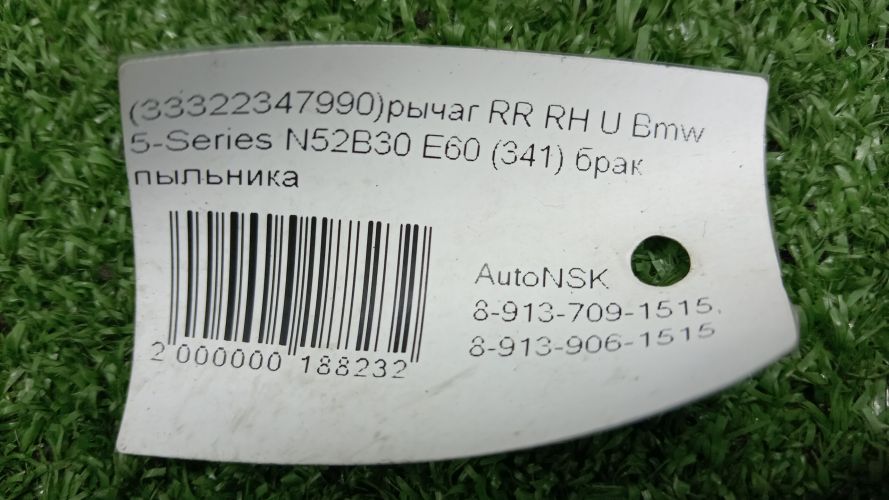 (33322347990)рычаг RR RH U Bmw
5-Series N52B30 E60 (341) брак
пыльника
AutoNSK
8-913-709-1515,
8-913-906-1515
2 000000 188232